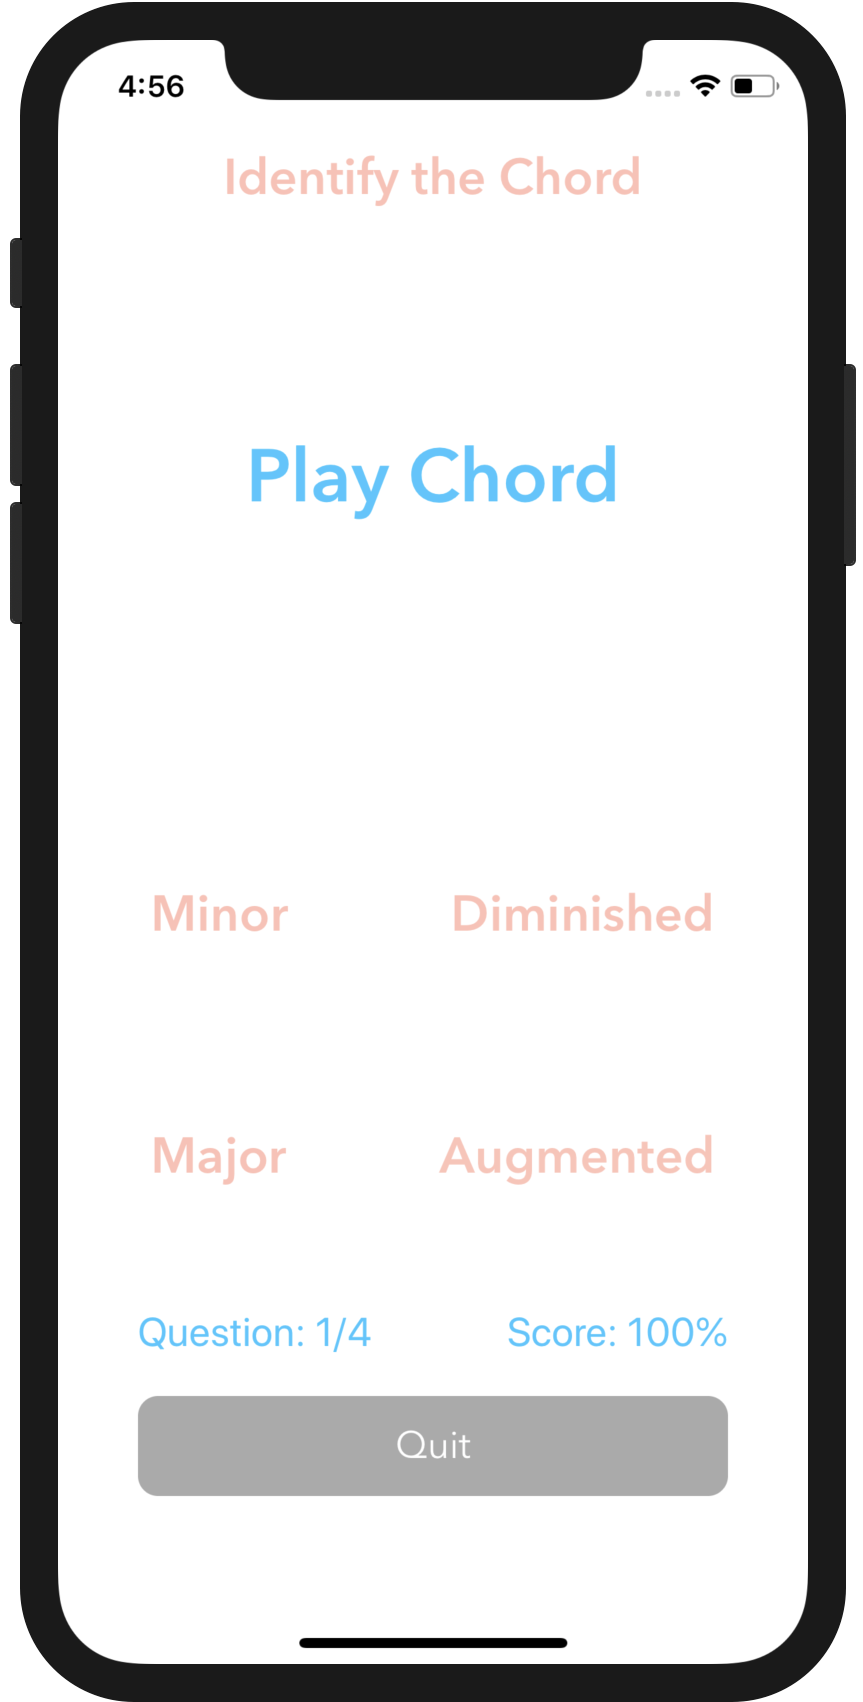 4:56
Identify the Chord
Play Chord
Minor Diminished
Major Augmented
Question: 1/4 Score: 100%
Quit